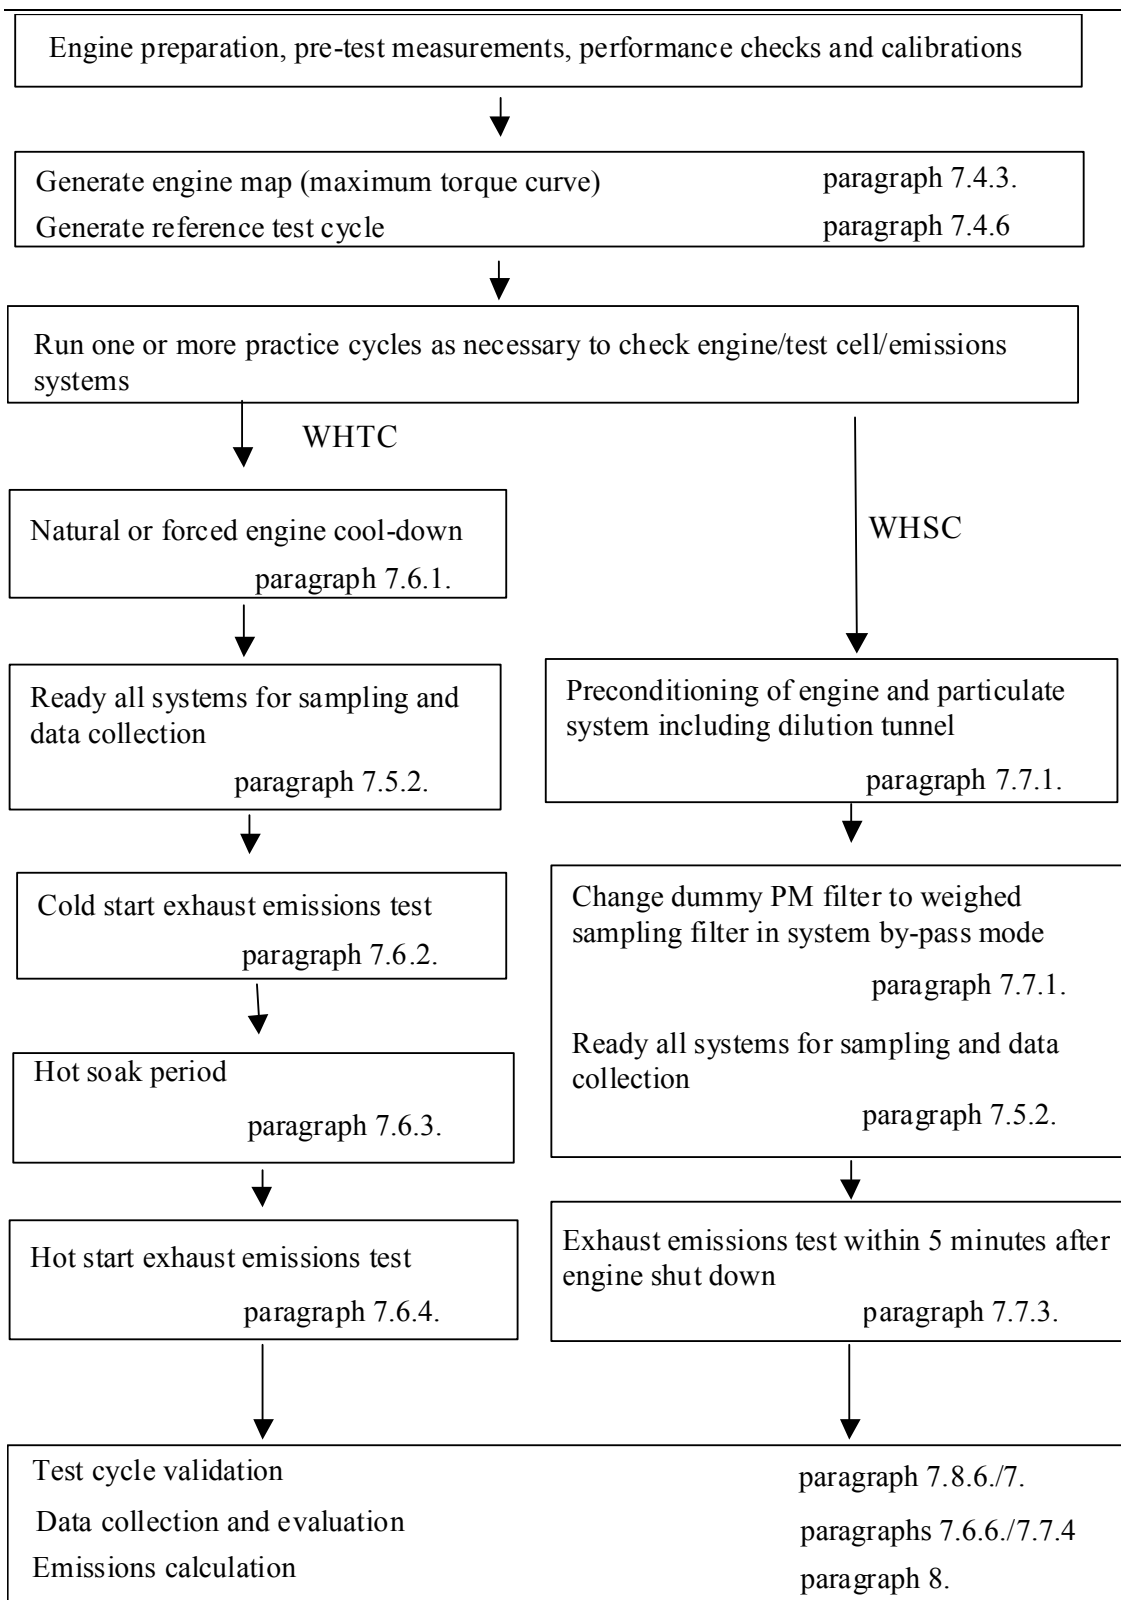 Engine preparation, pre-test measurements, performance checks and calibrations
Generate engine map (maximum torque curve) paragraph 7.4.3.
Generate reference test cycle paragraph 7.4.6
Run one or more practice cycles as necessary to check engine/test cell/emissions
systems
WHTC
Natural or forced engine cool-down
paragraph 7.6.1.
Ready all systems for sampling and
data collection
paragraph 7.5.2.
Cold start exhaust emissions test
paragraph 7.6.2.
Hot soak period
paragraph 7.6.3.
Hot start exhaust emissions test
paragraph 7.6.4.
WHSC
Preconditioning of engine and particulate
system including dilution tunnel
paragraph 7.7.1.
Change dummy PM filter to weighed
sampling filter in system by-pass mode
paragraph 7.7.1.
Ready all systems for sampling and data
collection
paragraph 7.5.2.
Exhaust emissions test within 5 minutes after
engine shut down
paragraph 7.7.3.
Test cycle validation paragraph 7.8.6./7.
Data collection and evaluation paragraphs 7.6.6./7.7.4
Emissions calculation paragraph 8.